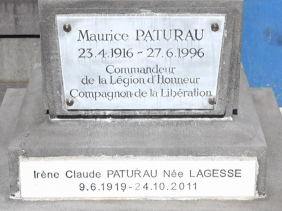 Maurice PATURAU
23.4.1916 - 27.6.1996
Commandeur
de la Légion d'Honneur
Compagnon de la Libération
Irène Claude PATURAU Née LAGESSE
9.6.1919-24.10.2011